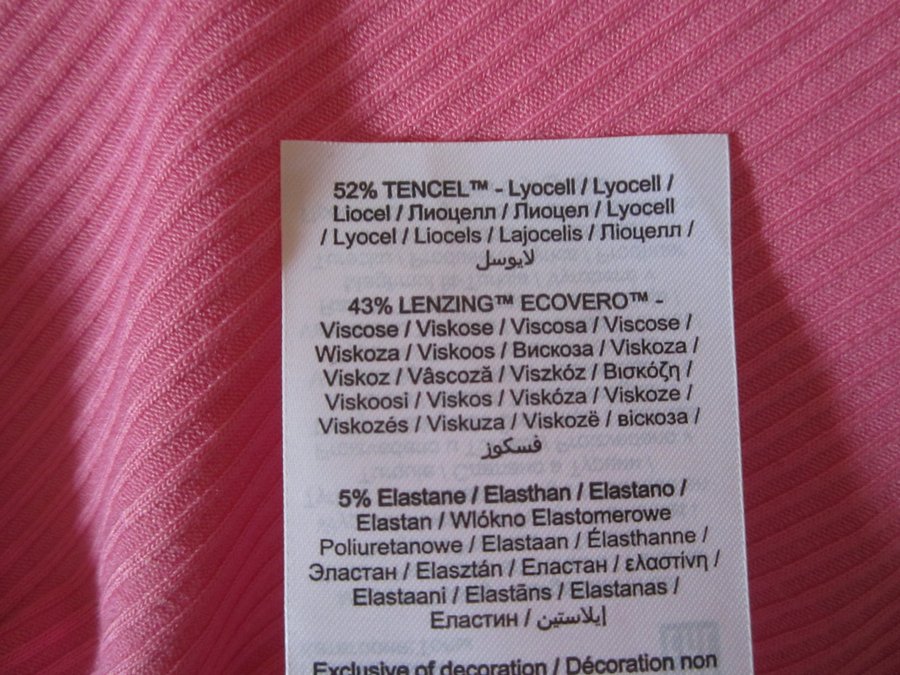 52% TENCEL™ - Lyocell / Lyocell /
Liocel / Лиоцелл / Лиоцел / Lyocell
/ Lyocel / Liocels / Lajocelis / Ліоцелл /
لايوسل
43% LENZING™ ECOVERO™ -
Viscose / Viskose / Viscosa / Viscose /
Wiskoza / Viskoos / Вискоза / Viskoza /
Viskoz / Vâscoză / Viszkóz / Βισκόζη /
Viskoosi / Viskos / Viskóza / Viskoze /
Viskozés / Viskuza / Viskozë / віскоза /
فسكوز
5% Elastane / Elasthan / Elastano /
Elastan / Wlókno Elastomerowe
Poliuretanowe / Elastaan / Élasthanne /
Эластан / Elasztán / Еластан / ελαστίνη /
Elastaani / Elastāns / Elastanas /
Еластин / إيلاستين
Exclusive of decoration / Décoration non